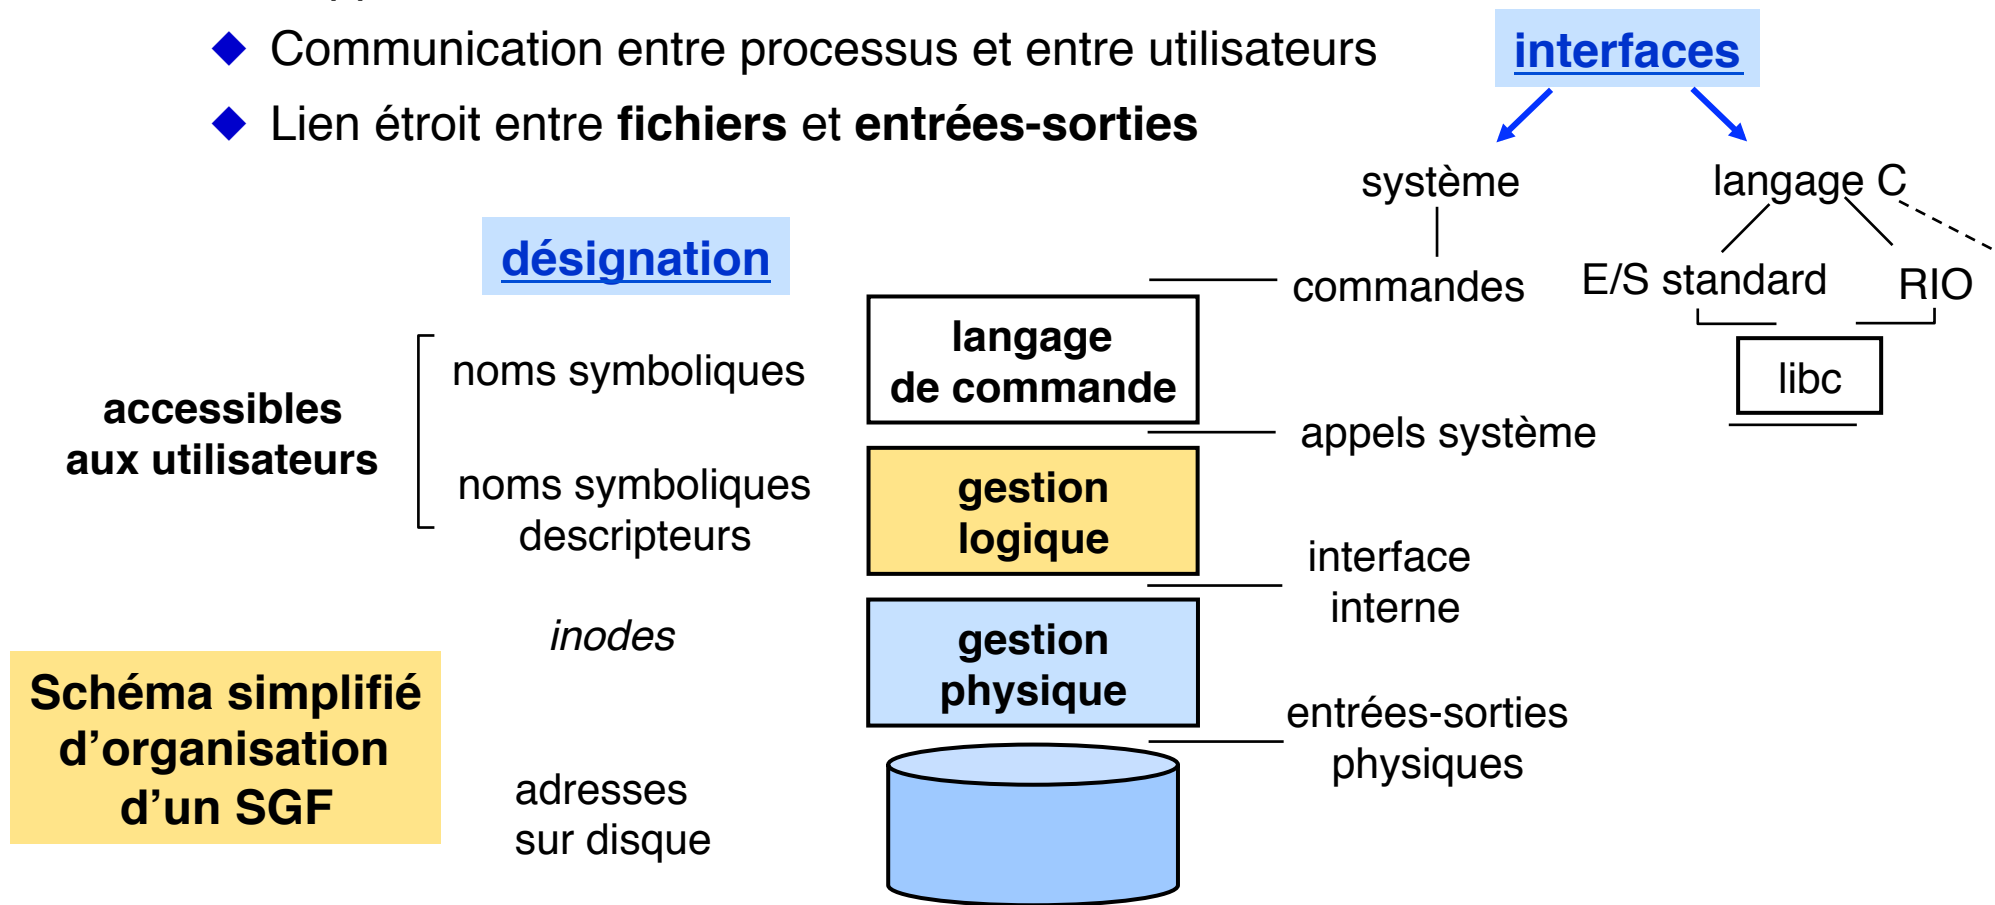 Communication entre processus et entre utilisateurs
Lien étroit entre fichiers et entrées-sorties
interfaces
système
langage C
désignation
commandes
E/S standard
RIO
langage
de commande
noms symboliques
libc
accessibles
aux utilisateurs
appels système
noms symboliques
descripteurs
gestion
logique
interface
interne
inodes
gestion
physique
Schéma simplifié
d’organisation
d’un SGF
entrées-sorties
physiques
adresses
sur disque